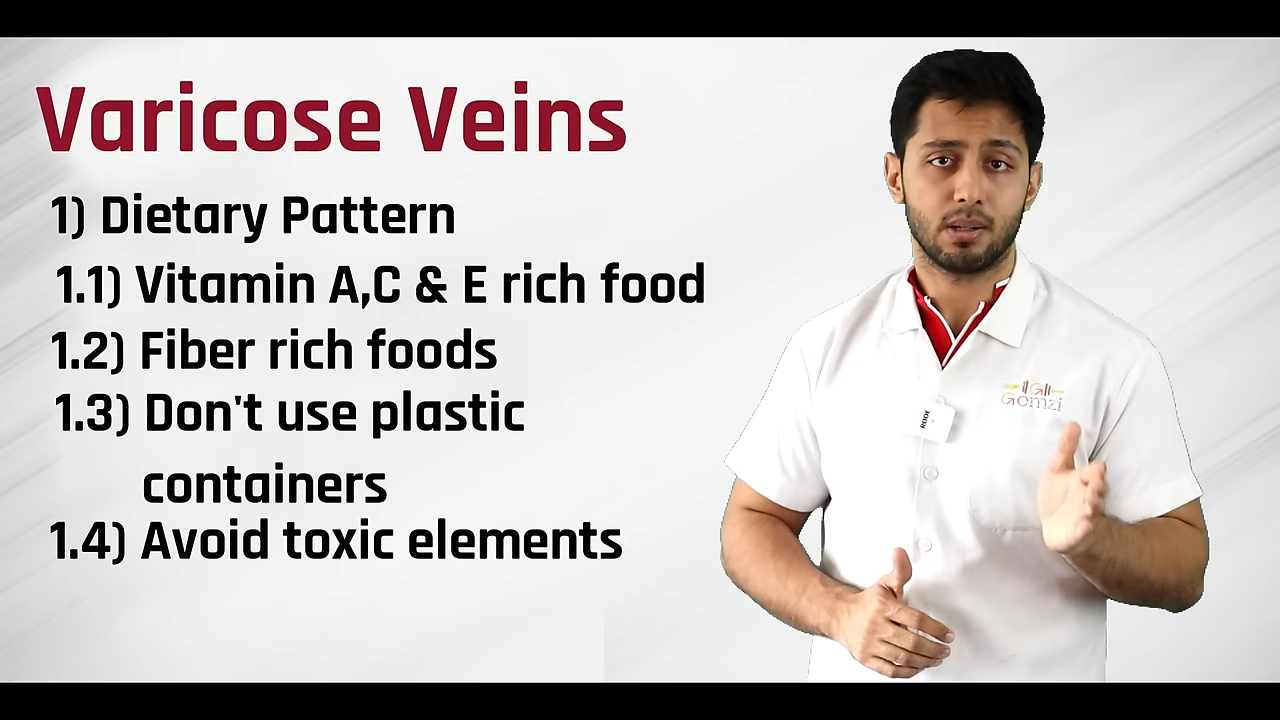 Varicose Veins
1) Dietary Pattern
1.1) Vitamin A,C & E rich food
1.2) Fiber rich foods
1.3) Don't use plastic
containers
1.4) Avoid toxic elements
G
Gomzi
RODE